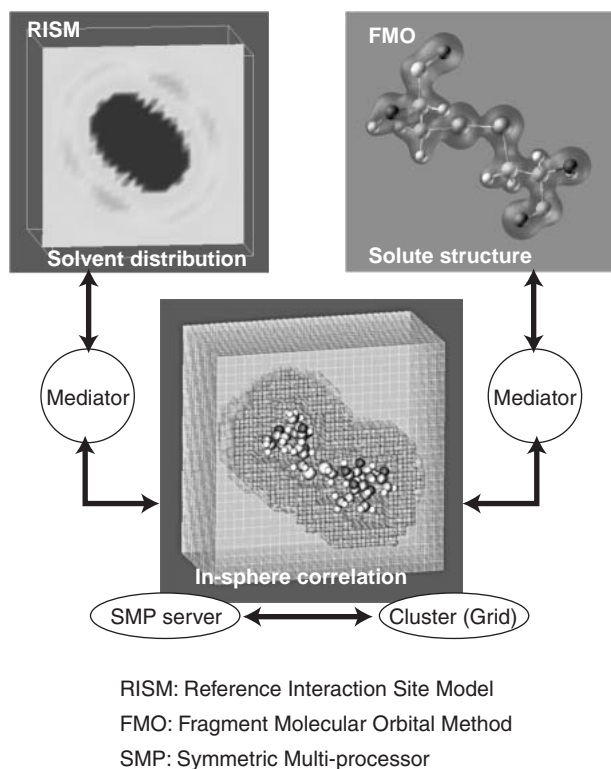 RISM
FMO
Solvent distribution
Solute structure
Mediator
Mediator
In-sphere correlation
SMP server
Cluster (Grid)
RISM: Reference Interaction Site Model
FMO: Fragment Molecular Orbital Method
SMP: Symmetric Multi-processor